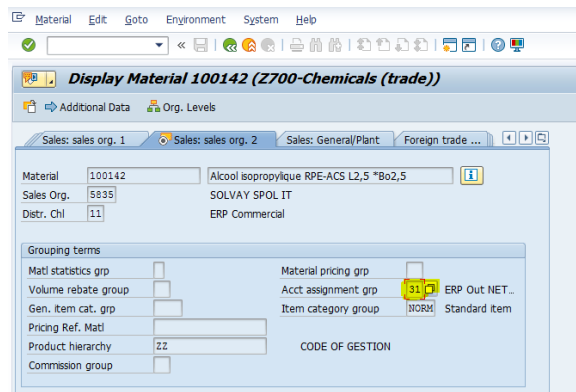 Material Edit Goto Environment System Help
Display Material 100142 (Z700-Chemicals (trade))
Additional Data Org. Levels
Sales: sales org. 1 Sales: sales org. 2 Sales: General/Plant Foreign trade ...
Material 100142 Alcool isopropylique RPE-ACS L2,5 *Bo2,5
Sales Org. 5835 SOLVAY SPOL IT
Distr. Chl 11 ERP Commercial
Grouping terms
Matl statistics grp Material pricing grp
Volume rebate group Acct assignment grp 31 ERP Out NET...
Gen. item cat. grp Item category group NORM Standard item
Pricing Ref. Matl
Product hierarchy ZZ CODE OF GESTION
Commission group